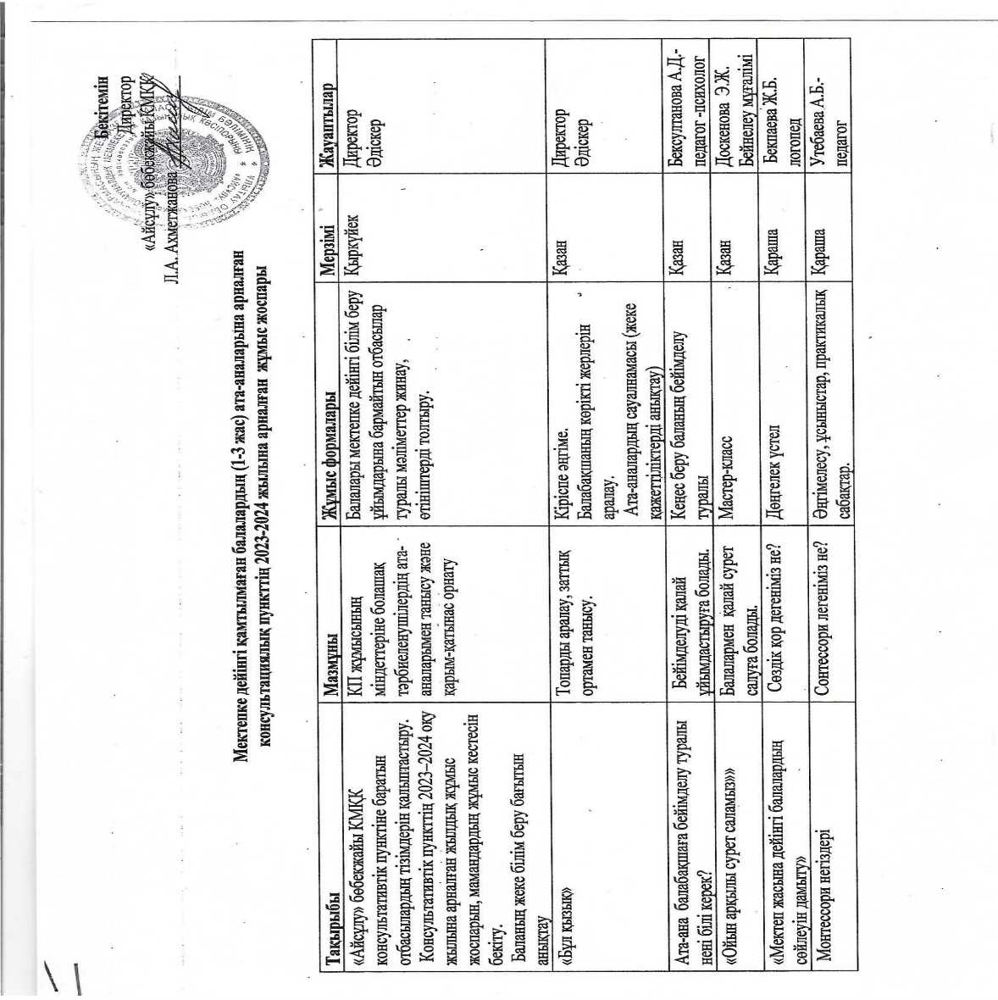 Бекітемін
Директор
«Айсұлу» бөбекжайы КМҚК
Л.А. Ахметжанова
Мектепке дейінгі қамтылмаған балалардың (1-3 жас) ата-аналарына арналған
консультациялық пункттің 2023-2024 жылына арналған жұмыс жоспары
Тақырыбы
Мазмұны
Жұмыс формалары
Мерзімі
Жауаптылар
«Айсұлу» бөбекжайы КМҚК
консультативтік пунктіне баратын
отбасылардың тізімдерін қалыптастыру.
Консультативтік пункттің 2023–2024 оқу
жылына арналған жылдық жұмыс
жоспарын, мамандардың жұмыс кестесін
бекіту.
Баланың жеке білім беру бағытын
анықтау
КП жұмысының
міндеттеріне болашақ
тәрбиеленушілердің ата-
аналарымен танысу және
қарым-қатынас орнату
Балалары мектепке дейінгі білім беру
ұйымдарына бармайтын отбасылар
туралы мәліметтер жинау,
өтініштерді толтыру.
Қыркүйек
Директор
Әдіскер
«Бұл қызық»
Топарды аралау, заттық
ортамен танысу.
Кіріспе әңгіме.
Балабақшаның көрікті жерлерін
аралау.
Ата-аналардың сауалнамасы (жеке
қажеттіліктерді анықтау)
Қазан
Директор
Әдіскер
Ата-ана балабақшаға бейімделу туралы
нені білі керек?
Бейімделуді қалай
ұйымдастыруға болады.
Кеңес беру баланың бейімделу
туралы
Қазан
Бексултанова А.Д.-
педагог -психолог
«Ойын арқылы сурет саламыз»»
Балалармен қалай сурет
салуға болады.
Мастер-класс
Қазан
Доскенова Э.Ж.
Бейнелеу мұғалімі
«Мектеп жасына дейінгі балалардың
сөйлеуін дамыту»
Сөздік қор дегеніміз не?
Дөңгелек үстел
Қараша
Бекпаева Ж.Б.
логопед
Монтессори негіздері
Сонтессори легеніміз не?
Әңгімелесу, ұсыныстар, практикалық
сабақтар.
Қараша
Утебаева А.Б.-
педагог